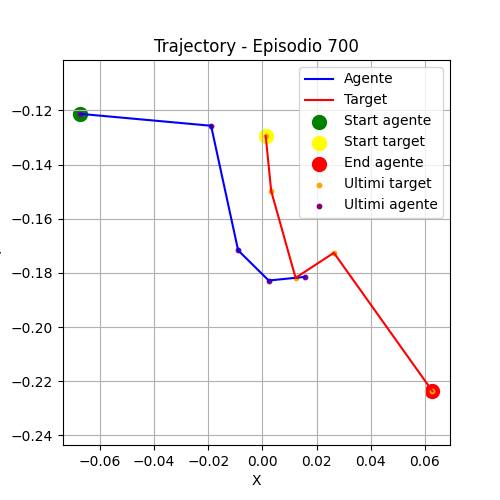 Trajectory - Episodio 700
Agente
Target
Start agente
Start target
End agente
Ultimi target
Ultimi agente
−0.12
−0.14
−0.16
−0.18
−0.20
−0.22
−0.24
−0.06
−0.04
−0.02
0.00
0.02
0.04
0.06
X